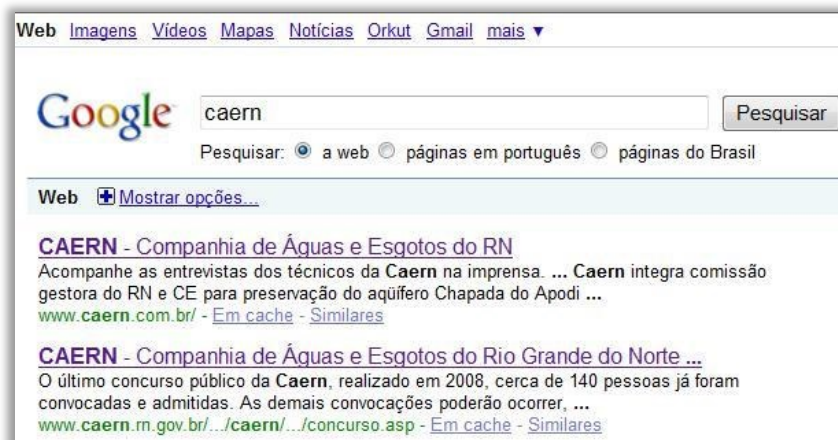 Web Imagens Vídeos Mapas Notícias Orkut Gmail mais ▼
Google caern Pesquisar
Pesquisar: a web páginas em português páginas do Brasil
Web Mostrar opções...
CAERN - Companhia de Águas e Esgotos do RN
Acompanhe as entrevistas dos técnicos da Caern na imprensa. ... Caern integra comissão
gestora do RN e CE para preservação do aqüífero Chapada do Apodi ...
www.caern.com.br/ - Em cache - Similares
CAERN - Companhia de Águas e Esgotos do Rio Grande do Norte ...
O último concurso público da Caern, realizado em 2008, cerca de 140 pessoas já foram
convocadas e admitidas. As demais convocações poderão ocorrer, ...
www.caern.rn.gov.br/.../caern/.../concurso.asp - Em cache - Similares